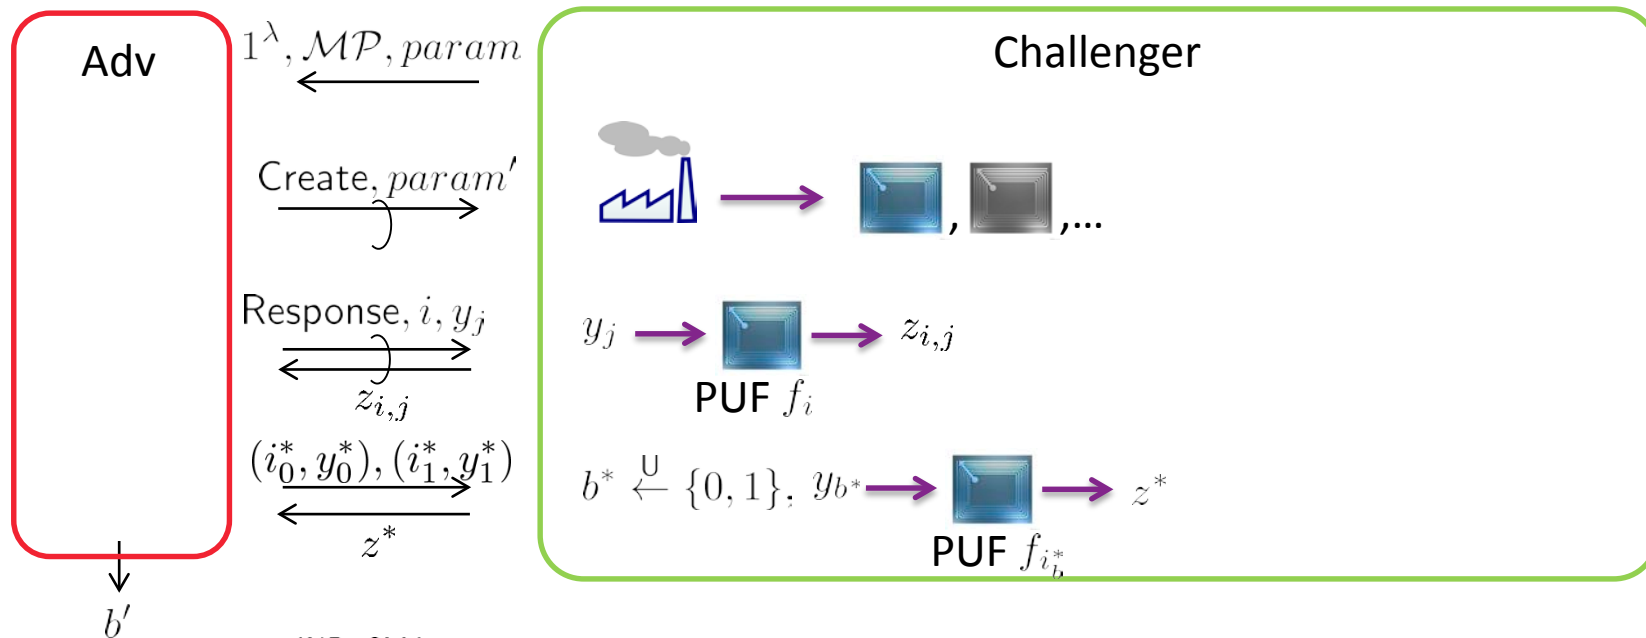 Adv
1^λ, MP, param
Challenger
Create, param′
, ,...
Response, i, y_j
y_j
z_{i,j}
PUF f_i
z_{i,j}
(i_0^*, y_0^*), (i_1^*, y_1^*)
b^* ←^U {0, 1}, y_{b^*}
z^*
z^*
PUF f_{i_b^*}
b′